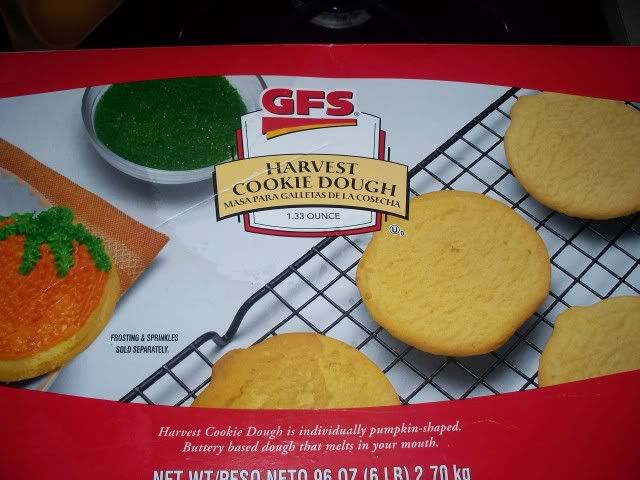 GFS®
HARVEST
COOKIE DOUGH
MASA PARA GALLETAS DE LA COSECHA
1.33 OUNCE
U D
FROSTING & SPRINKLES
SOLD SEPARATELY.
Harvest Cookie Dough is individually pumpkin-shaped.
Buttery based dough that melts in your mouth.
NET WT/PESO NETO 96 OZ (6 LB) 2.70 kg